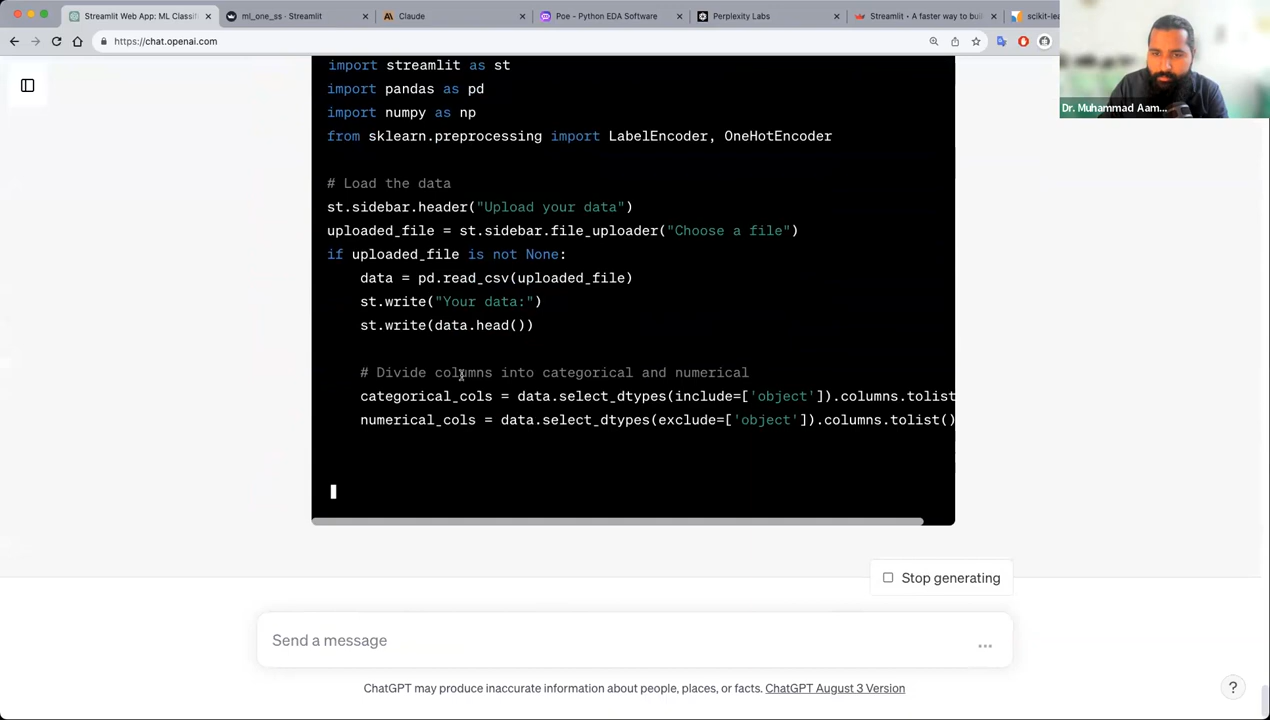 Streamlit Web App: ML Classif
ml_one_ss · Streamlit
Claude
Poe - Python EDA Software
Perplexity Labs
Streamlit • A faster way to bui
scikit-lea
https://chat.openai.com
Dr. Muhammad Aam...
import streamlit as st
import pandas as pd
import numpy as np
from sklearn.preprocessing import LabelEncoder, OneHotEncoder
# Load the data
st.sidebar.header("Upload your data")
uploaded_file = st.sidebar.file_uploader("Choose a file")
if uploaded_file is not None:
data = pd.read_csv(uploaded_file)
st.write("Your data:")
st.write(data.head())
# Divide columns into categorical and numerical
categorical_cols = data.select_dtypes(include=['object']).columns.tolist
numerical_cols = data.select_dtypes(exclude=['object']).columns.tolist()
Stop generating
Send a message
...
ChatGPT may produce inaccurate information about people, places, or facts. ChatGPT August 3 Version
?